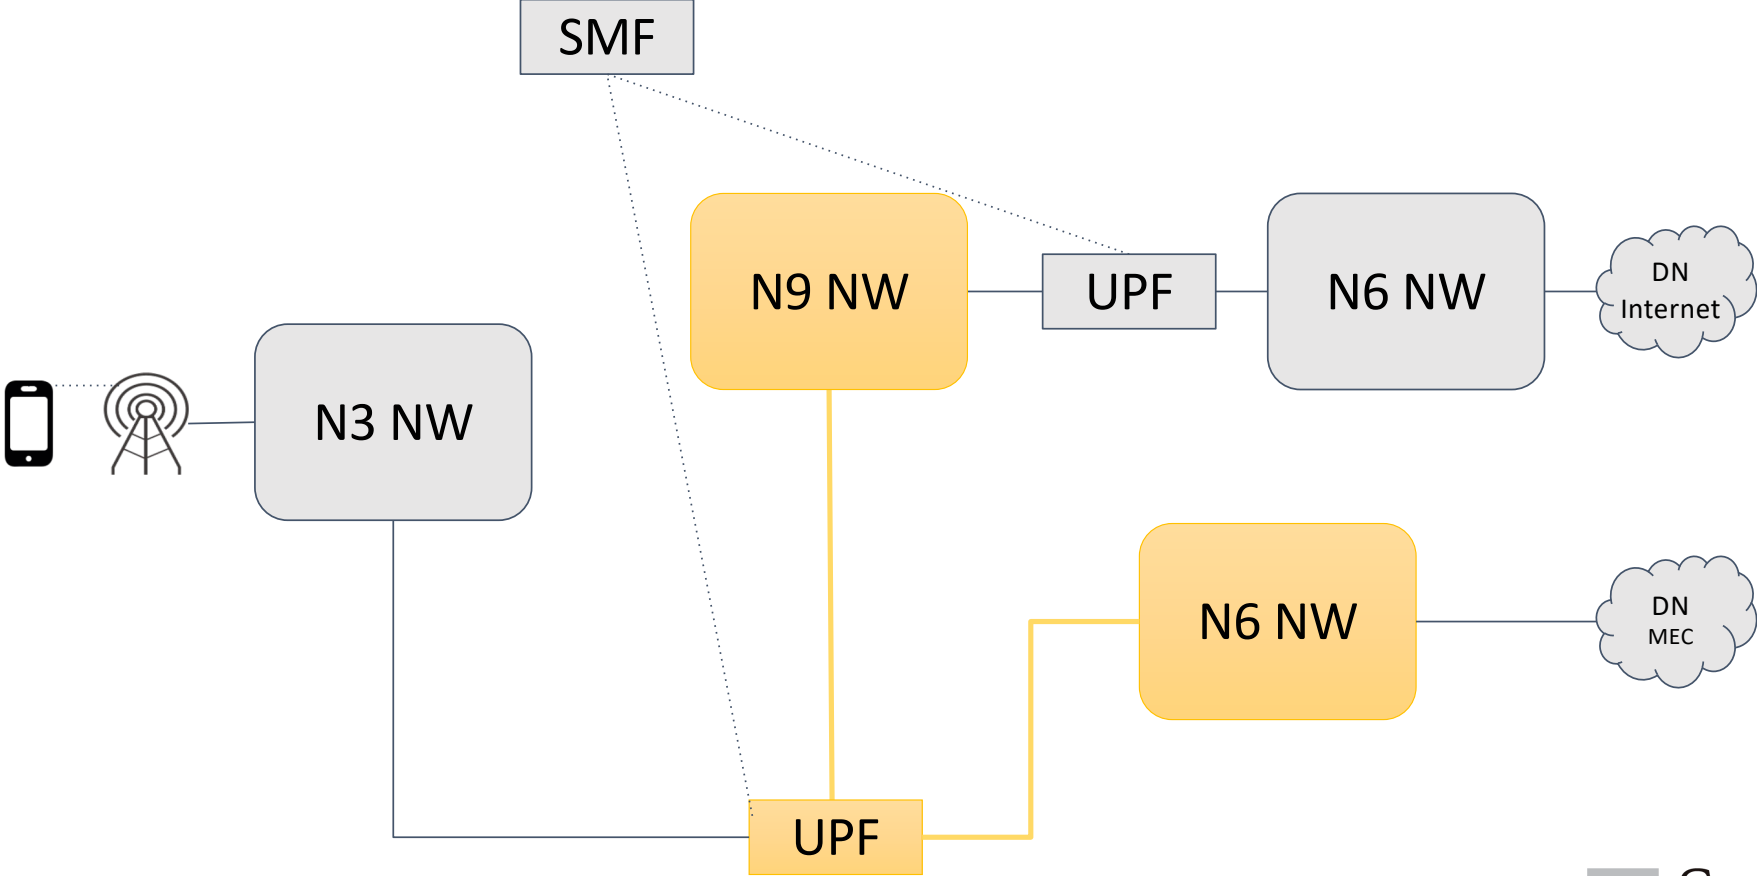 SMF
N9 NW
UPF
N6 NW
DN
Internet
N3 NW
N6 NW
DN
MEC
UPF